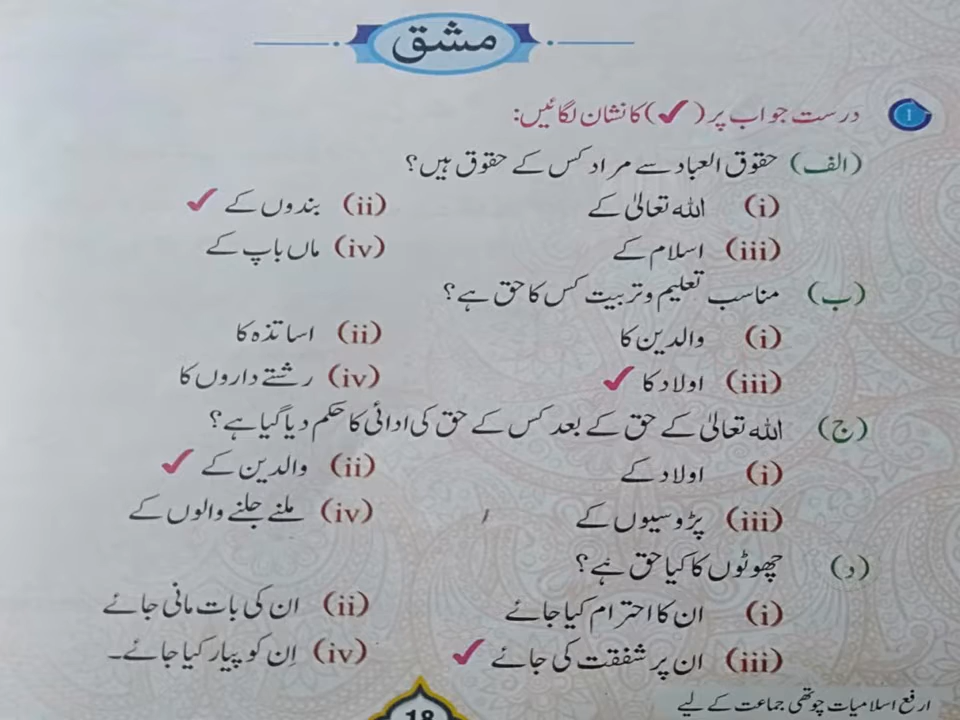 مشق
1 درست جواب پر (✓) کا نشان لگائیں:
(الف) حقوق العباد سے مراد کس کے حقوق ہیں؟
(i) اللہ تعالیٰ کے (ii) بندوں کے ✓
(iii) اسلام کے (iv) ماں باپ کے
(ب) مناسب تعلیم و تربیت کس کا حق ہے؟
(i) والدین کا (ii) اساتذہ کا
(iii) اولاد کا ✓ (iv) رشتے داروں کا
(ج) اللہ تعالیٰ کے حق کے بعد کس کے حق کی ادائی کا حکم دیا گیا ہے؟
(i) اولاد کے (ii) والدین کے ✓
(iii) پڑوسیوں کے (iv) ملنے جلنے والوں کے
(د) چھوٹوں کا کیا حق ہے؟
(i) ان کا احترام کیا جائے (ii) ان کی بات مانی جائے
(iii) ان پر شفقت کی جائے ✓ (iv) اِن کو پیار کیا جائے۔
ارفع اسلامیات چوتھی جماعت کے لیے
18